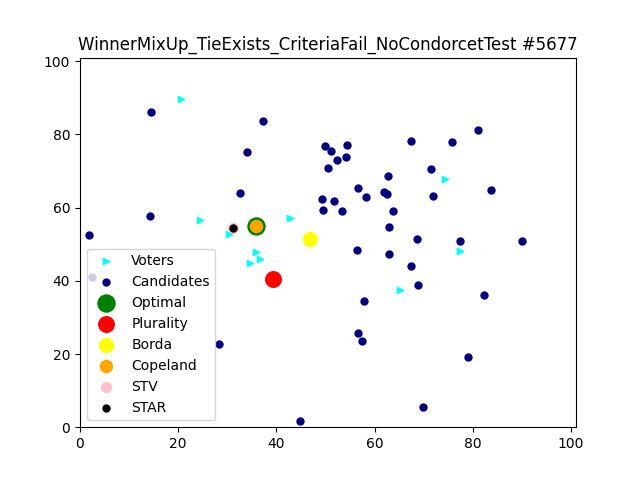 WinnerMixUp_TieExists_CriteriaFail_NoCondorcetTest #5677
100
80
60
40
20
0
Voters
Candidates
Optimal
Plurality
Borda
Copeland
STV
STAR
0 20 40 60 80 100